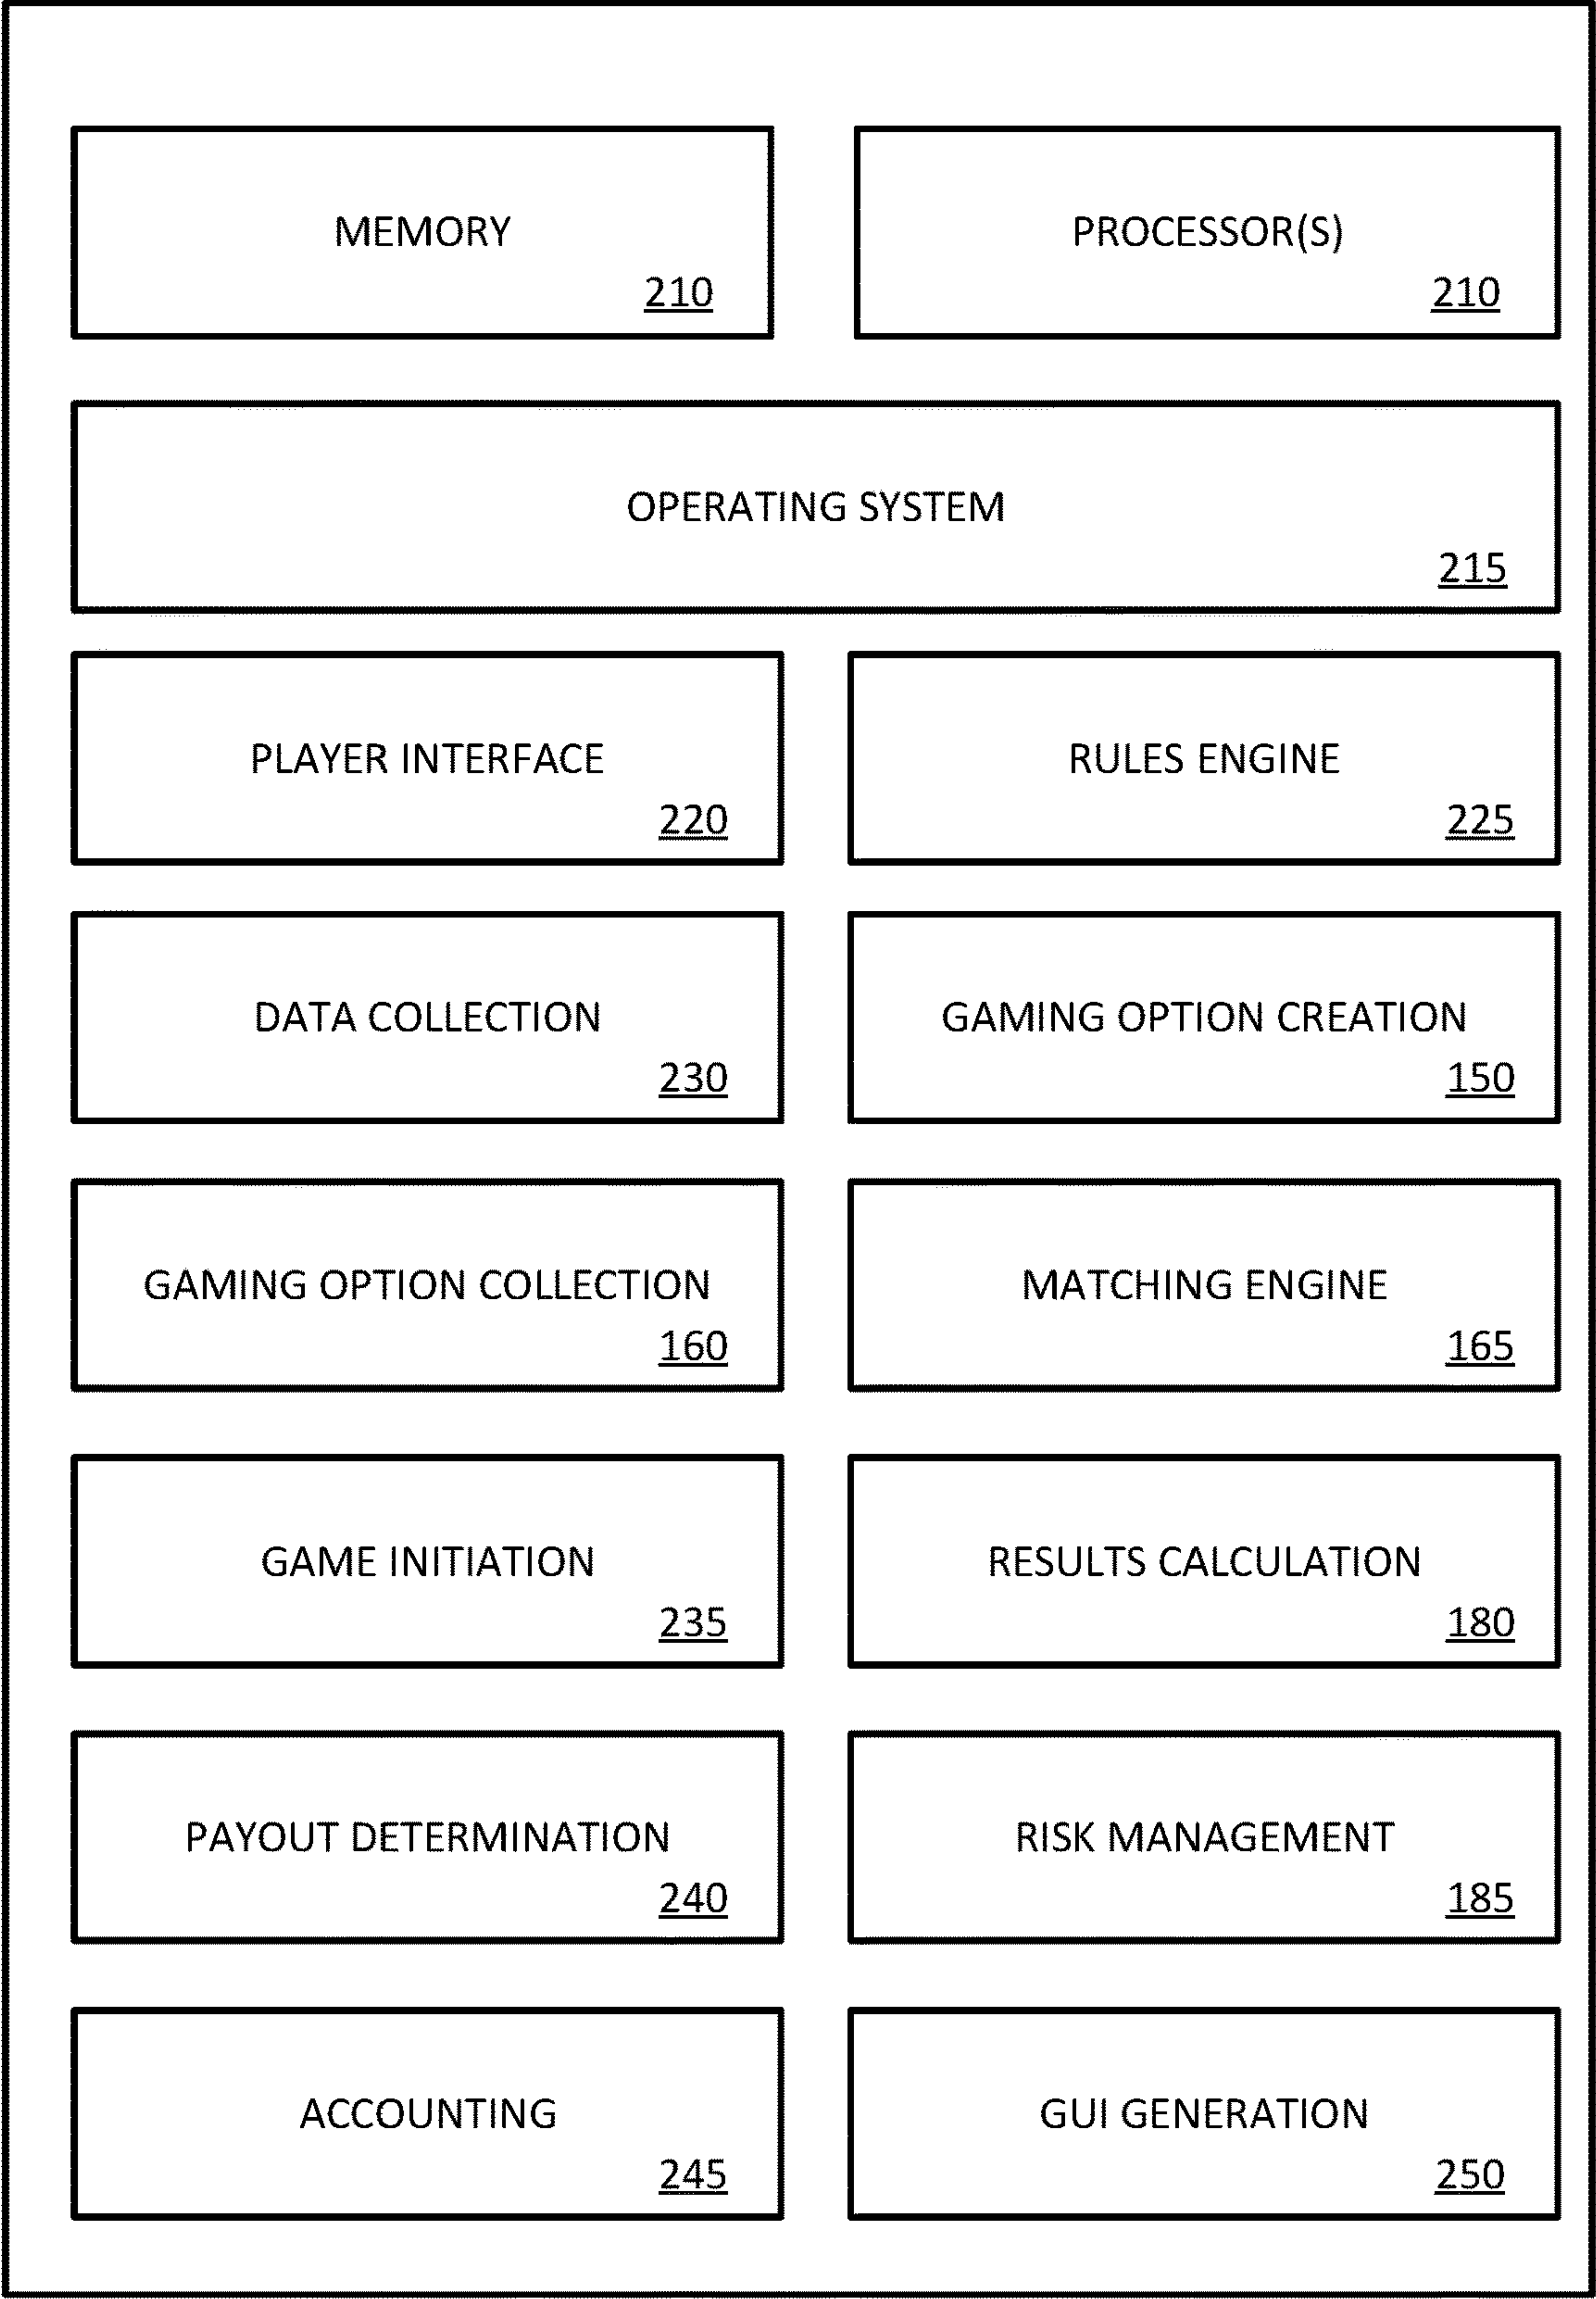 MEMORY
210
PROCESSOR(S)
210
OPERATING SYSTEM
215
PLAYER INTERFACE
220
RULES ENGINE
225
DATA COLLECTION
230
GAMING OPTION CREATION
150
GAMING OPTION COLLECTION
160
MATCHING ENGINE
165
GAME INITIATION
235
RESULTS CALCULATION
180
PAYOUT DETERMINATION
240
RISK MANAGEMENT
185
ACCOUNTING
245
GUI GENERATION
250